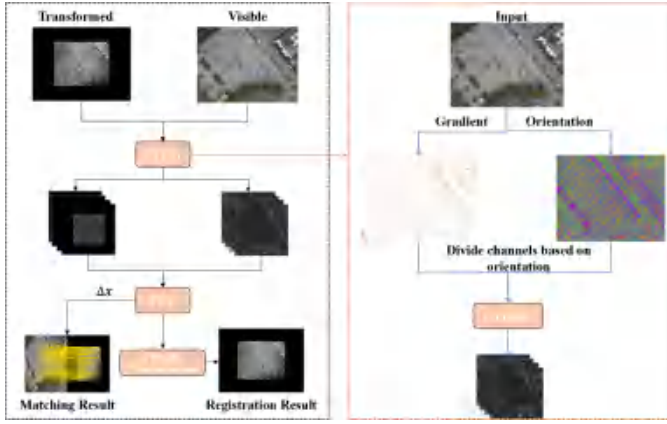 Transformed
Visible
Δx
Matching Result
Registration Result
Input
Gradient
Orientation
Divide channels based on
orientation